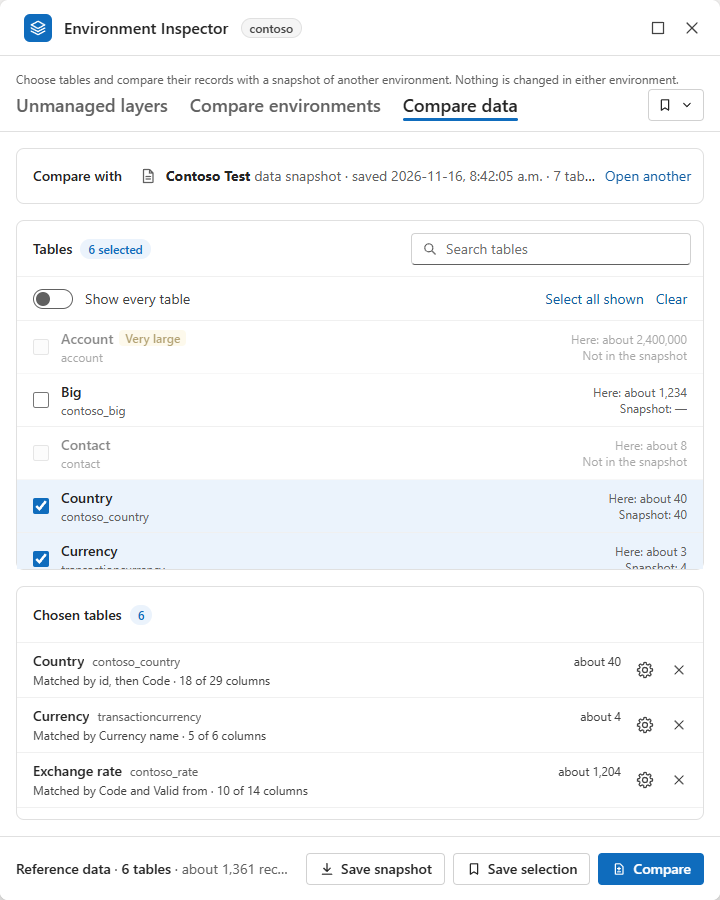 Environment Inspector contoso
Choose tables and compare their records with a snapshot of another environment. Nothing is changed in either environment.
Unmanaged layers Compare environments Compare data
Compare with Contoso Test data snapshot · saved 2026-11-16, 8:42:05 a.m. · 7 tab... Open another
Tables 6 selected Search tables
Show every table Select all shown Clear
Account Very large Here: about 2,400,000
account Not in the snapshot
Big Here: about 1,234
contoso_big Snapshot: —
Contact Here: about 8
contact Not in the snapshot
Country Here: about 40
contoso_country Snapshot: 40
Currency Here: about 3
transactioncurrency Snapshot: 4
Chosen tables 6
Country contoso_country about 40
Matched by id, then Code · 18 of 29 columns
Currency transactioncurrency about 4
Matched by Currency name · 5 of 6 columns
Exchange rate contoso_rate about 1,204
Matched by Code and Valid from · 10 of 14 columns
Reference data · 6 tables · about 1,361 rec... Save snapshot Save selection Compare